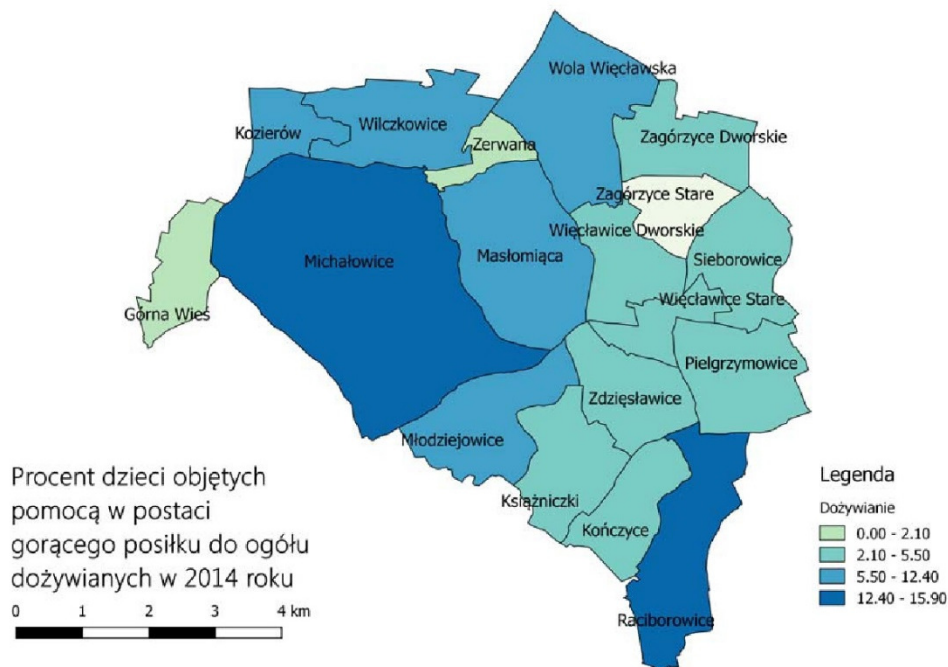 Wola Więcławska
Kozierów
Wilczkowice
Zerwana
Zagórzyce Dworskie
Zagórzyce Stare
Więcławice Dworskie
Michałowice
Masłomiąca
Sieborowice
Więcławice Stare
Górna Wieś
Pielgrzymowice
Zdzięsławice
Młodziejowice
Książniczki
Kończyce
Raciborowice
Procent dzieci objętych
pomocą w postaci
gorącego posiłku do ogółu
dożywianych w 2014 roku
0 1 2 3 4 km
Legenda
Dożywianie
0.00 - 2.10
2.10 - 5.50
5.50 - 12.40
12.40 - 15.90